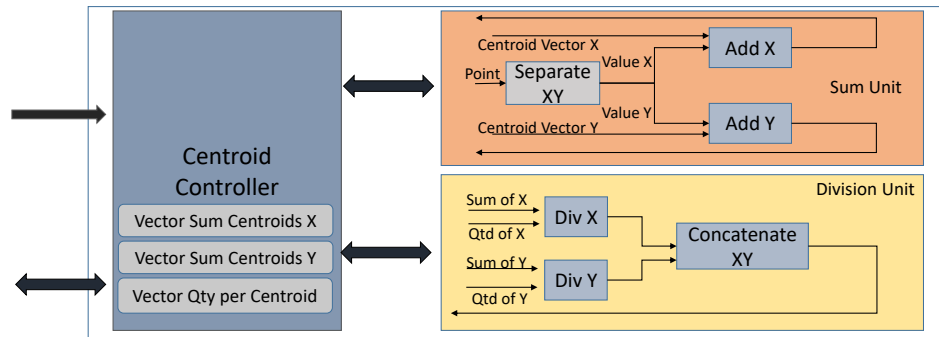 Centroid
Controller
Vector Sum Centroids X
Vector Sum Centroids Y
Vector Qty per Centroid
Centroid Vector X
Point
Separate
XY
Value X
Value Y
Centroid Vector Y
Add X
Add Y
Sum Unit
Division Unit
Sum of X
Qtd of X
Div X
Sum of Y
Qtd of Y
Div Y
Concatenate
XY